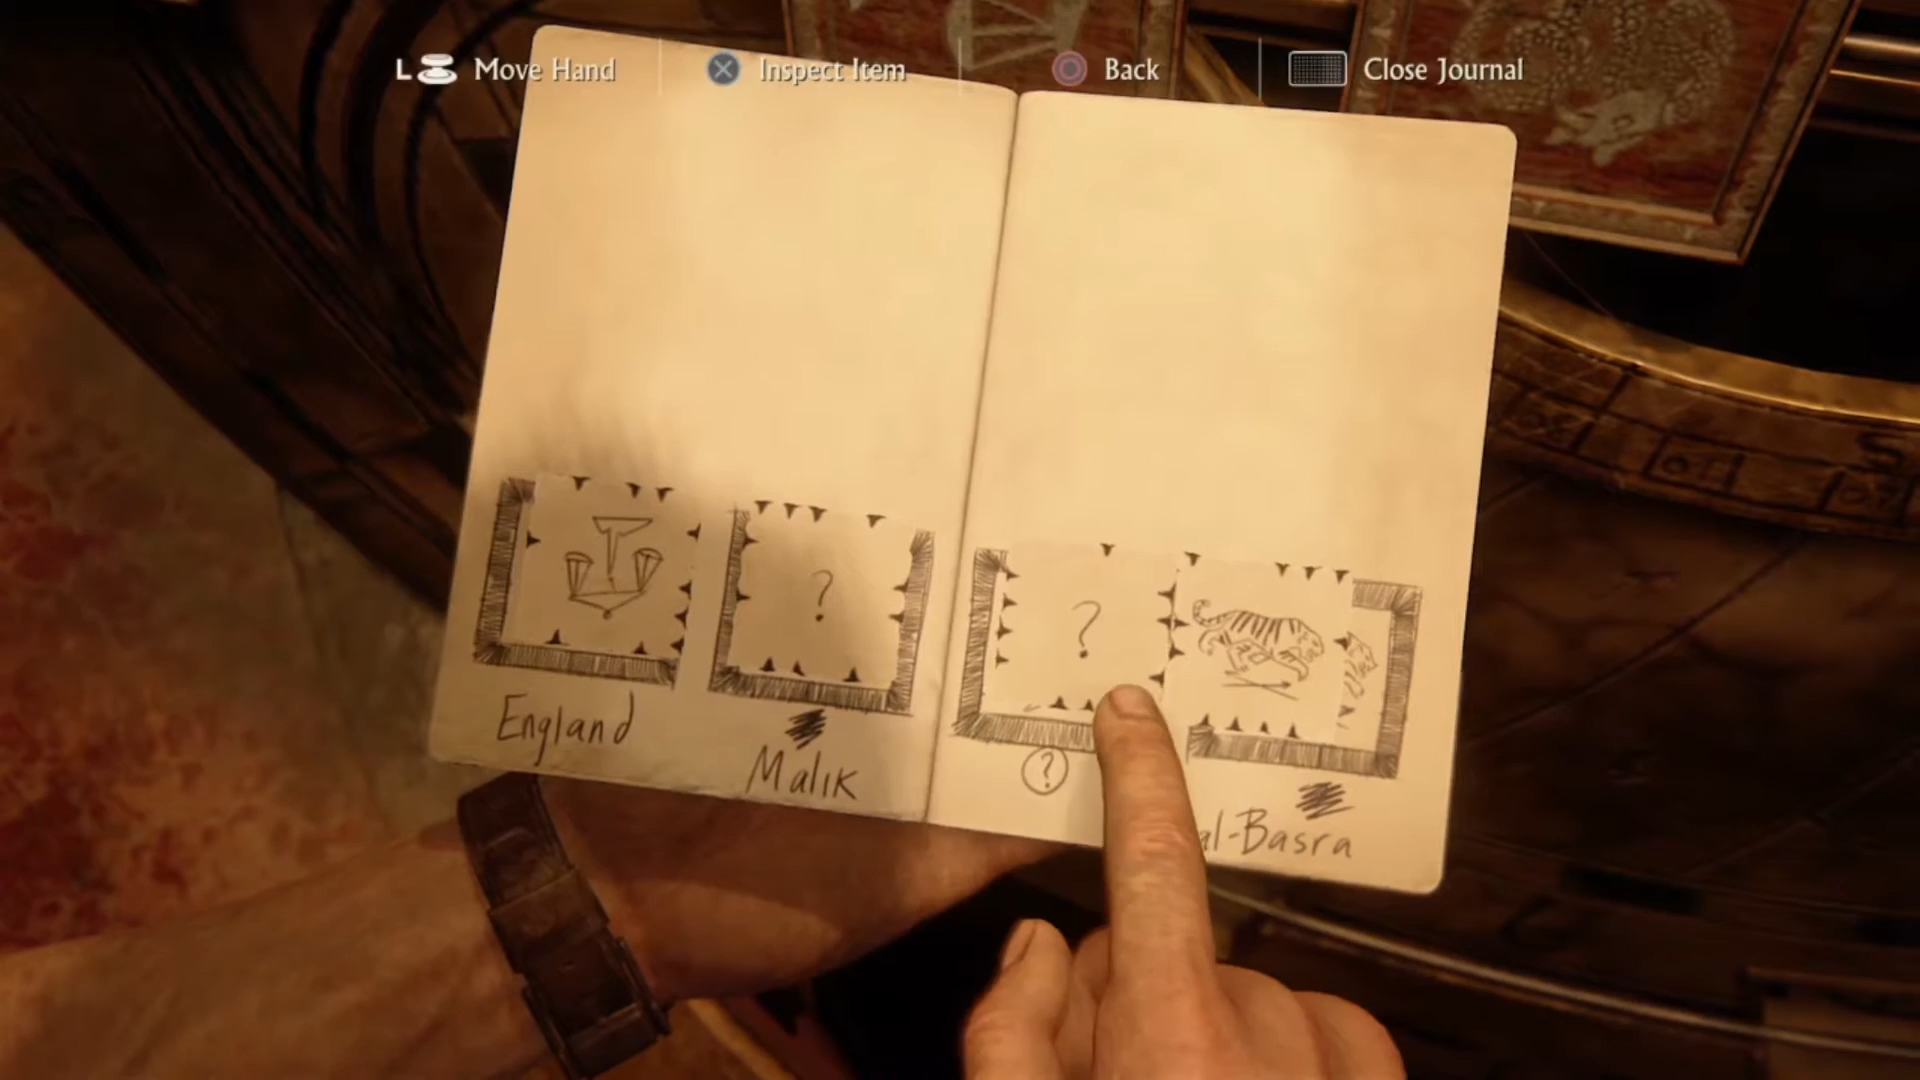 L Move Hand
Inspect Item
Back
Close Journal
?
?
England
Malik
?
al-Basra